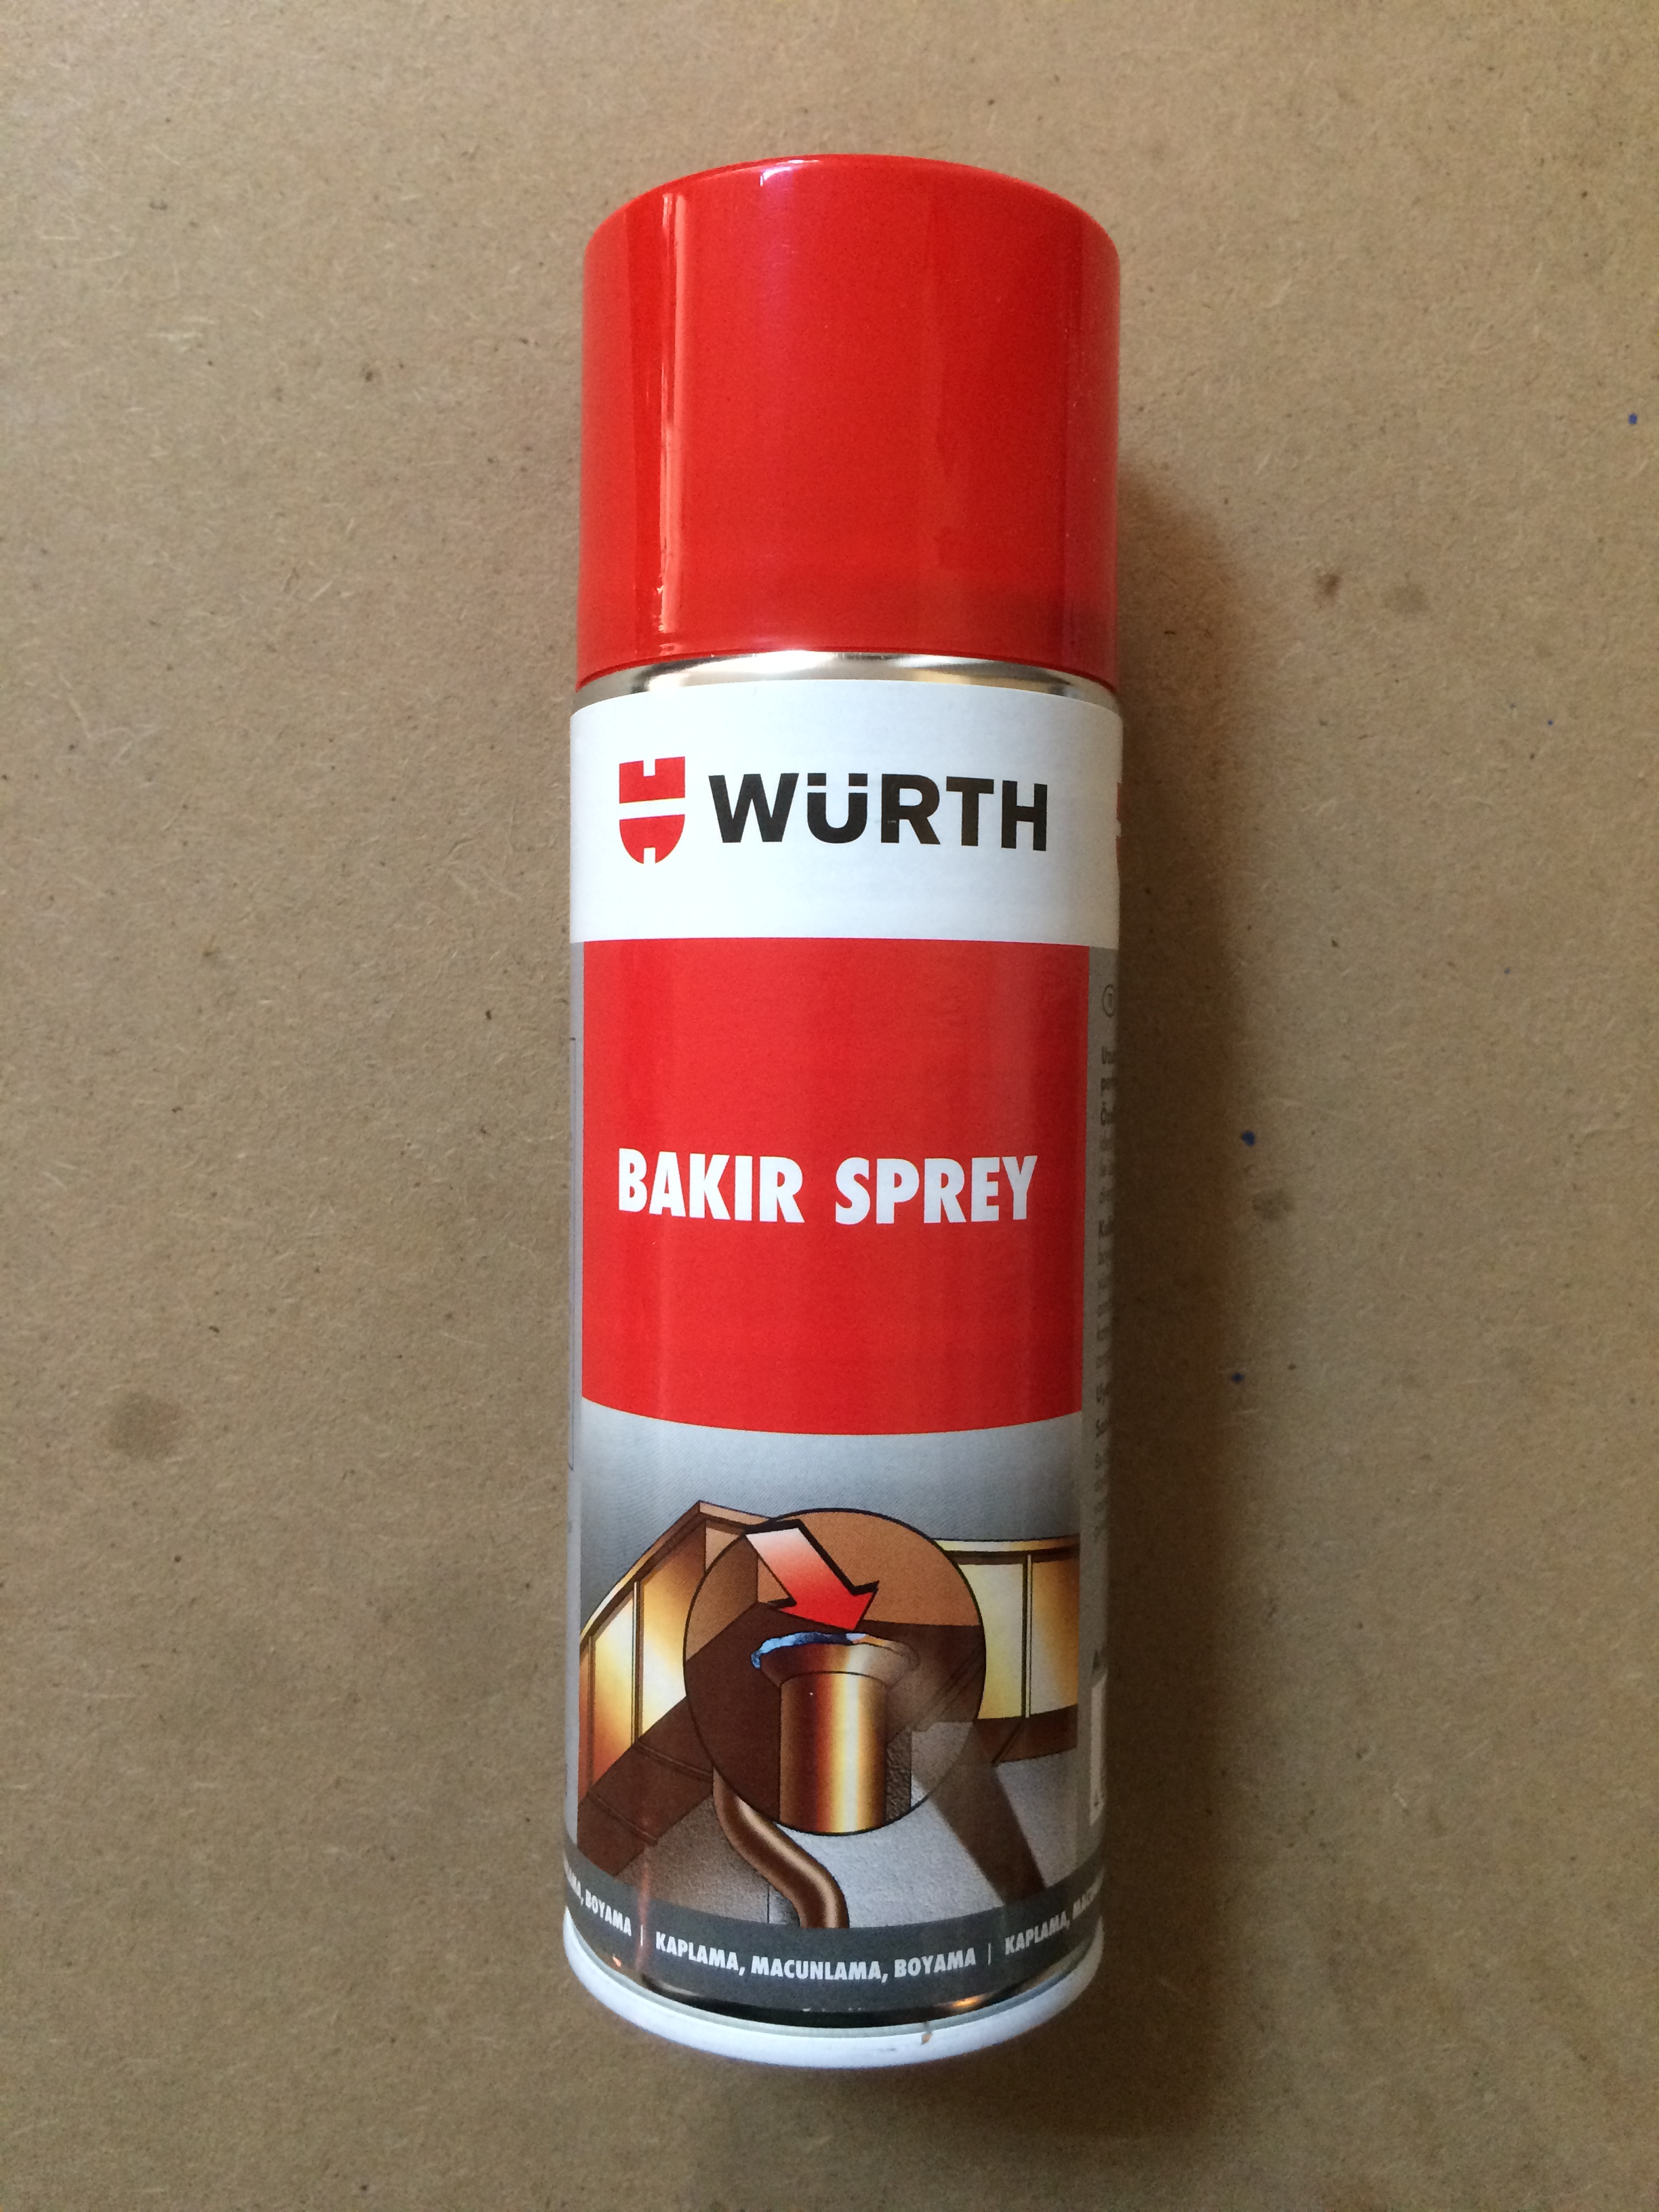 WÜRTH
BAKIR SPREY
BOYAMA | KAPLAMA, MACUNLAMA, BOYAMA | KAPLAMA,